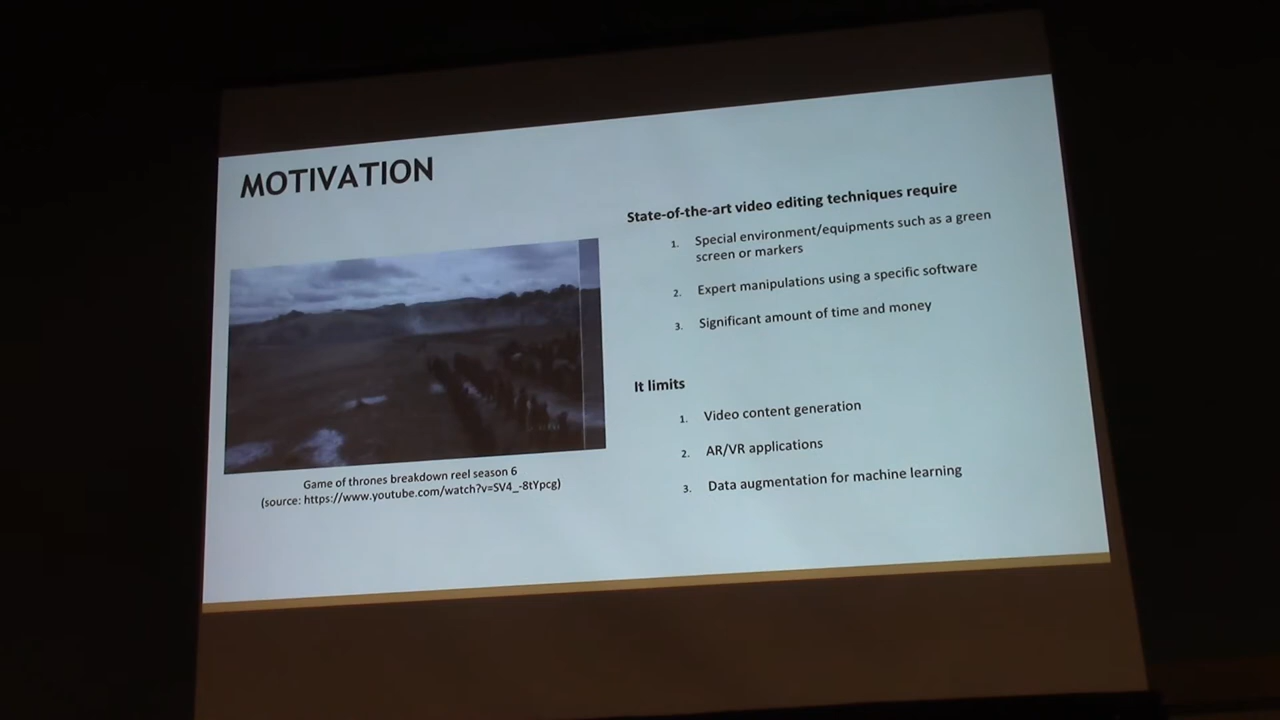 MOTIVATION
State-of-the-art video editing techniques require
1. Special environment/equipments such as a green
screen or markers
2. Expert manipulations using a specific software
3. Significant amount of time and money
It limits
1. Video content generation
2. AR/VR applications
3. Data augmentation for machine learning
Game of thrones breakdown reel season 6
(source: https://www.youtube.com/watch?v=SV4_-8tYpcg)